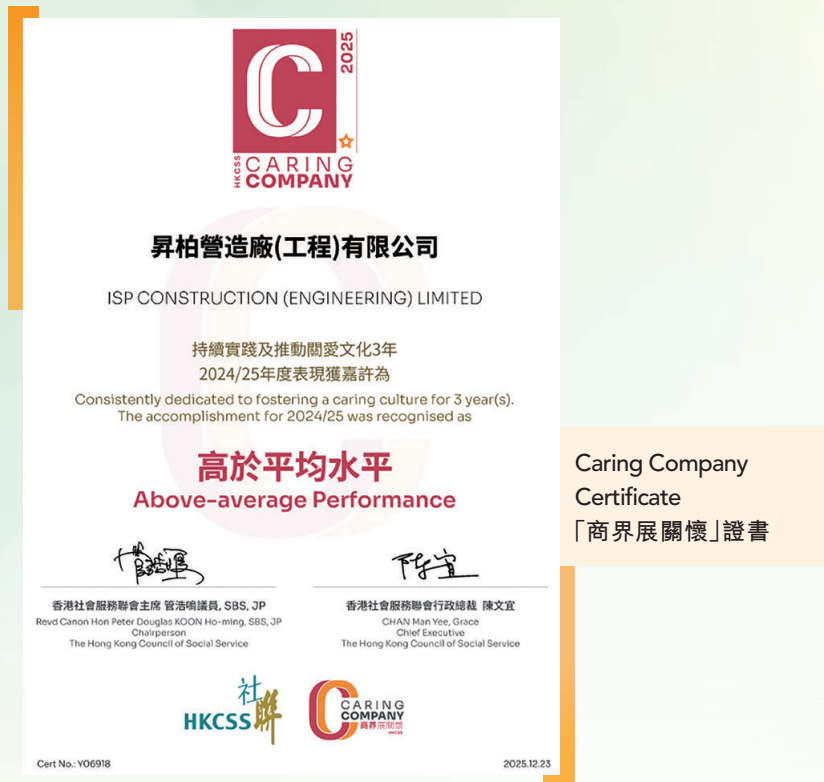 C
2025
HKCSS
CARING
COMPANY
昇柏營造廠(工程)有限公司
ISP CONSTRUCTION (ENGINEERING) LIMITED
持續實踐及推動關愛文化3年
2024/25年度表現獲嘉許為
Consistently dedicated to fostering a caring culture for 3 year(s).
The accomplishment for 2024/25 was recognised as
高於平均水平
Above-average Performance
香港社會服務聯會主席 管浩鳴議員, SBS, JP
Revd Canon Hon Peter Douglas KOON Ho-ming, SBS, JP
Chairperson
The Hong Kong Council of Social Service
香港社會服務聯會行政總裁 陳文宜
CHAN Man Yee, Grace
Chief Executive
The Hong Kong Council of Social Service
HKCSS 社聯
CARING
COMPANY
商界展關懷
HKCSS
Cert No.: Y06918
2025.12.23
Caring Company
Certificate
「商界展關懷」證書